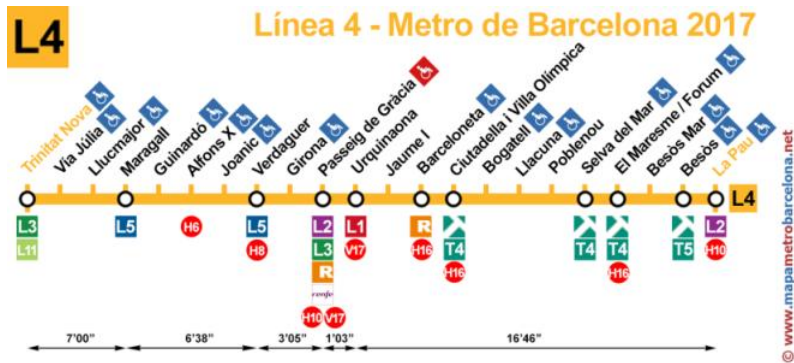 L4
Línea 4 - Metro de Barcelona 2017
Trinitat Nova
Via Júlia
Llucmajor
Maragall
Guinardó
Alfons X
Joanic
Verdaguer
Girona
Passeig de Gràcia
Urquinaona
Jaume I
Barceloneta
Ciutadella i Villa Olimpica
Bogatell
Llacuna
Poblenou
Selva del Mar
El Maresme / Forum
Besòs Mar
Besòs
La Pau
L4
L3
L11
L5
H6
L5
H8
L2
L3
R
renfe
H10 V17
L1
V17
R
H16
T4
H16
T4
T4
H16
T5
L2
H10
7'00"
6'38"
3'05"
1'03"
16'46"
© www.mapametrobarcelona.net